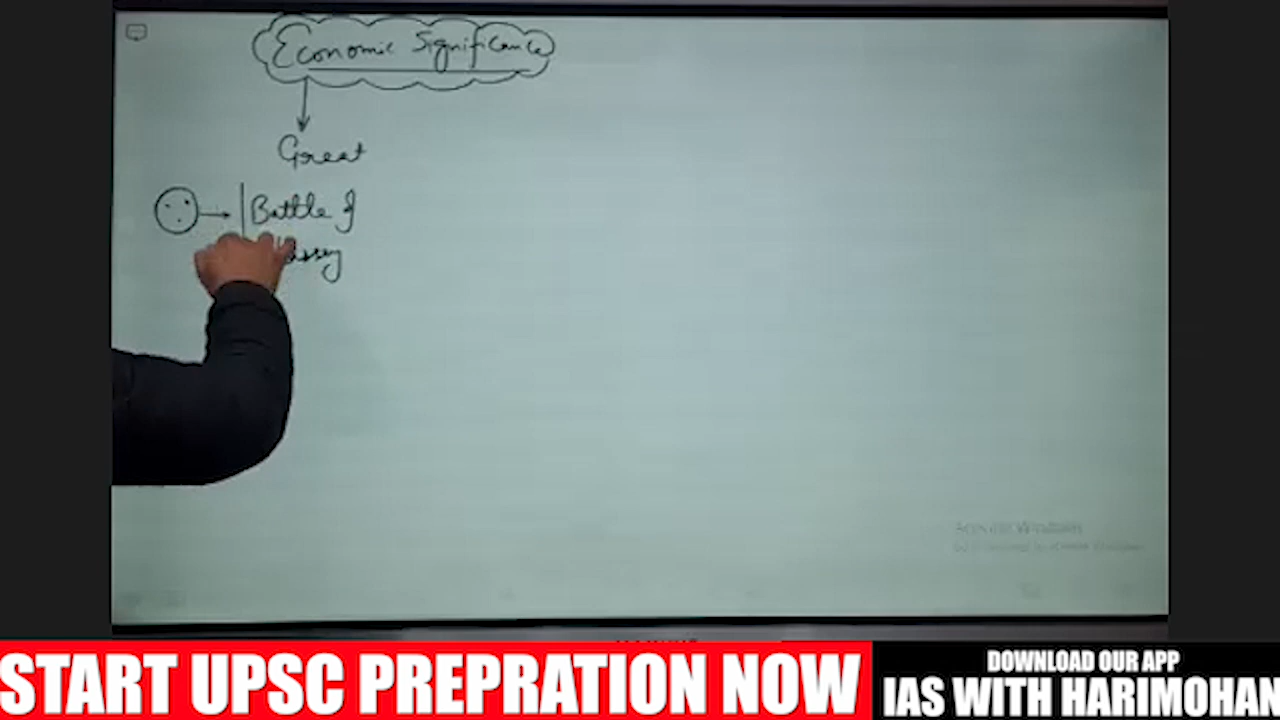 Economic Significance
Great
Battle of
START UPSC PREPRATION NOW
DOWNLOAD OUR APP
IAS WITH HARIMOHAN